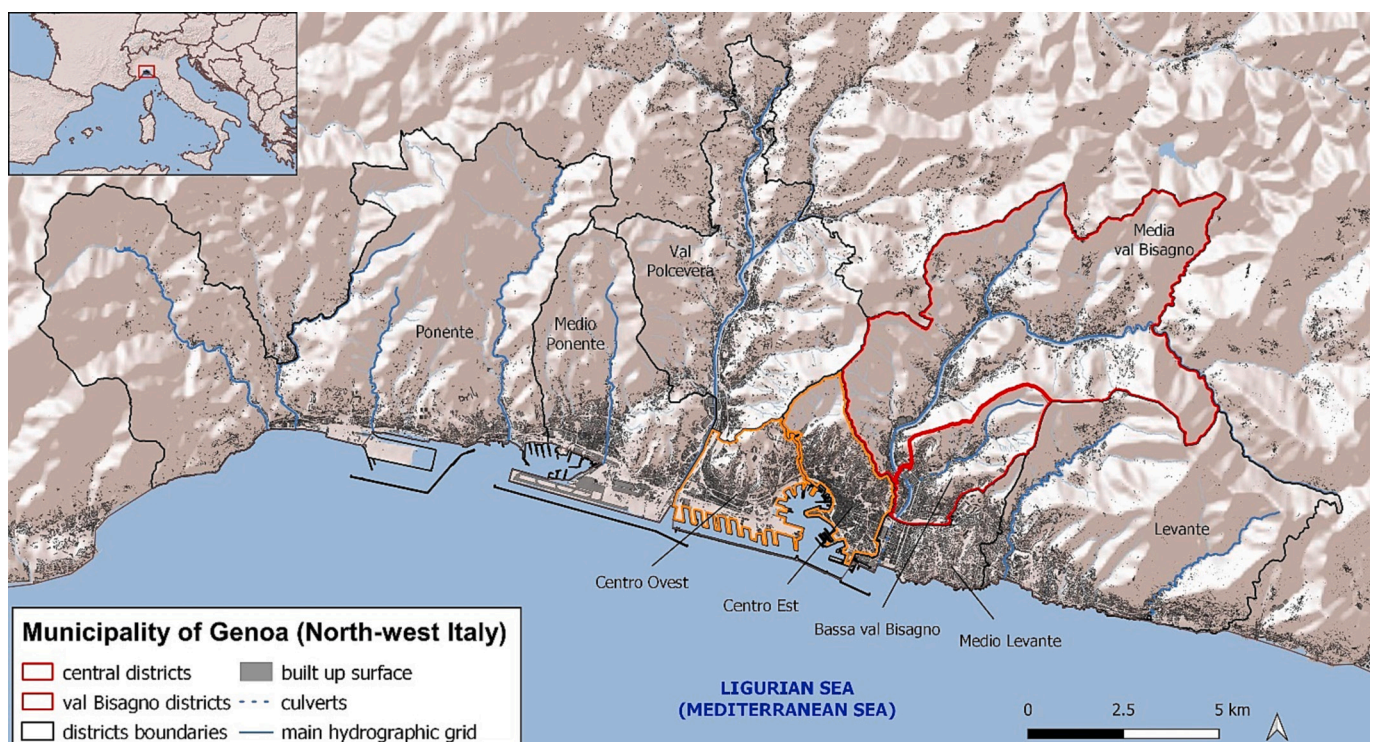 Val
Polcevera
Media
val Bisagno
Ponente
Medio
Ponente
Levante
Centro Ovest
Centro Est
Bassa val Bisagno
Medio Levante
Municipality of Genoa (North-west Italy)
central districts
built up surface
val Bisagno districts
culverts
districts boundaries
main hydrographic grid
LIGURIAN SEA
(MEDITERRANEAN SEA)
0 2.5 5 km